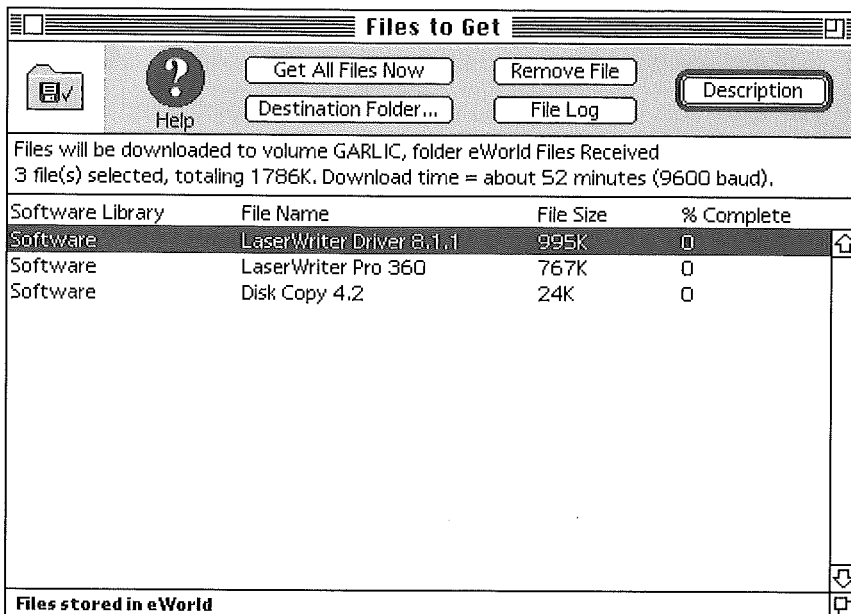 Files to Get
Get All Files Now
Remove File
Description
?
Help
Destination Folder...
File Log
Files will be downloaded to volume GARLIC, folder eWorld Files Received
3 file(s) selected, totaling 1786K. Download time = about 52 minutes (9600 baud).
Software Library File Name File Size % Complete
Software LaserWriter Driver 8.1.1 995K 0
Software LaserWriter Pro 360 767K 0
Software Disk Copy 4.2 24K 0
Files stored in eWorld